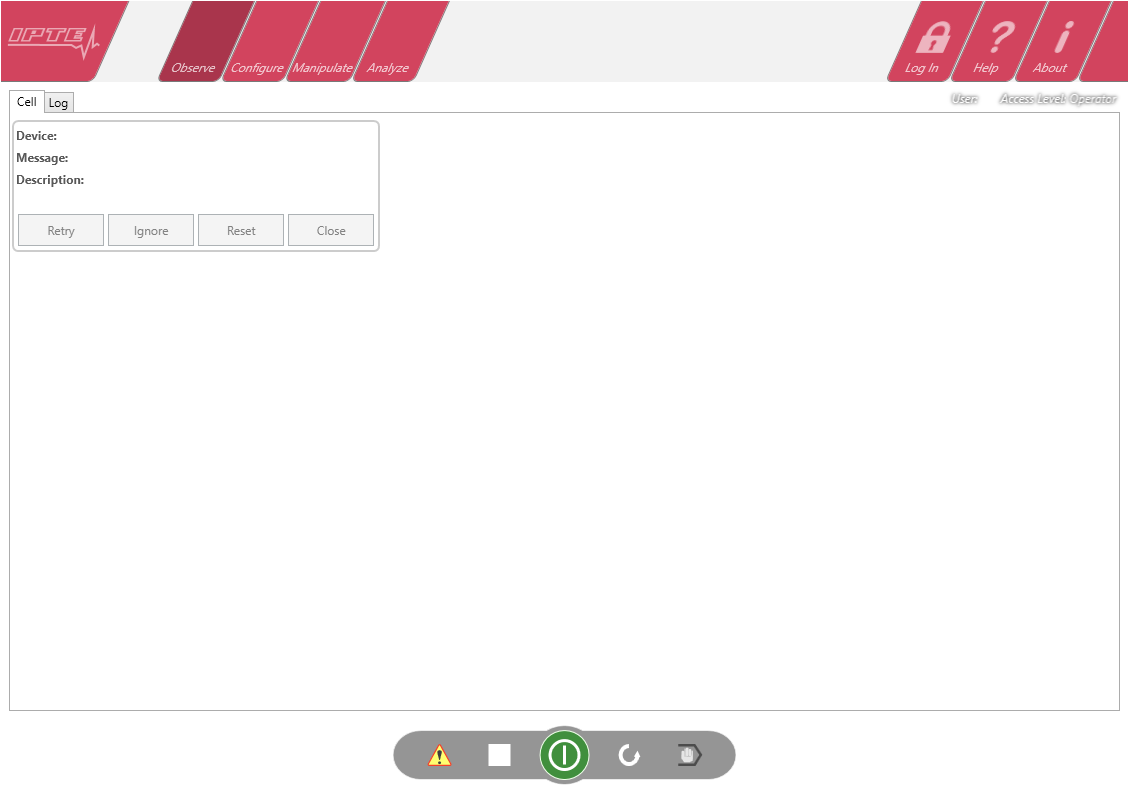 IPTE
Observe Configure Manipulate Analyze
Log In Help About
Cell Log
User: Access Level: Operator
Device:
Message:
Description:
Retry Ignore Reset Close